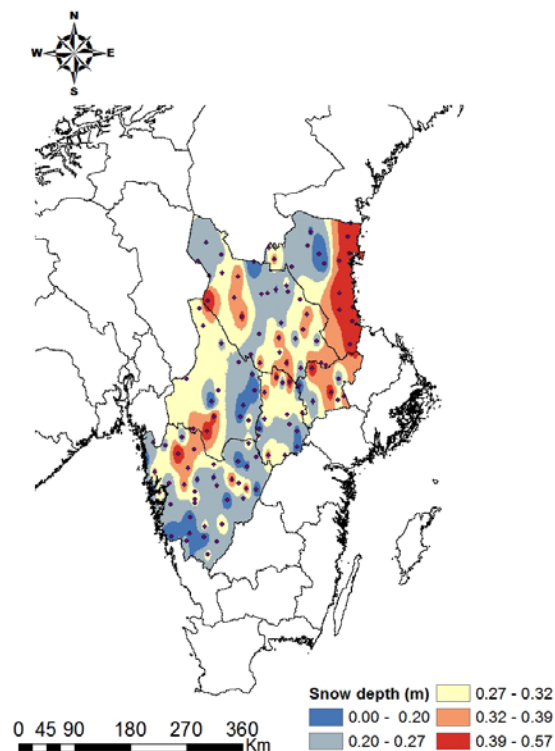 N
W E
S
Snow depth (m)
0.00 - 0.20
0.20 - 0.27
0.27 - 0.32
0.32 - 0.39
0.39 - 0.57
0 45 90 180 270 360
Km